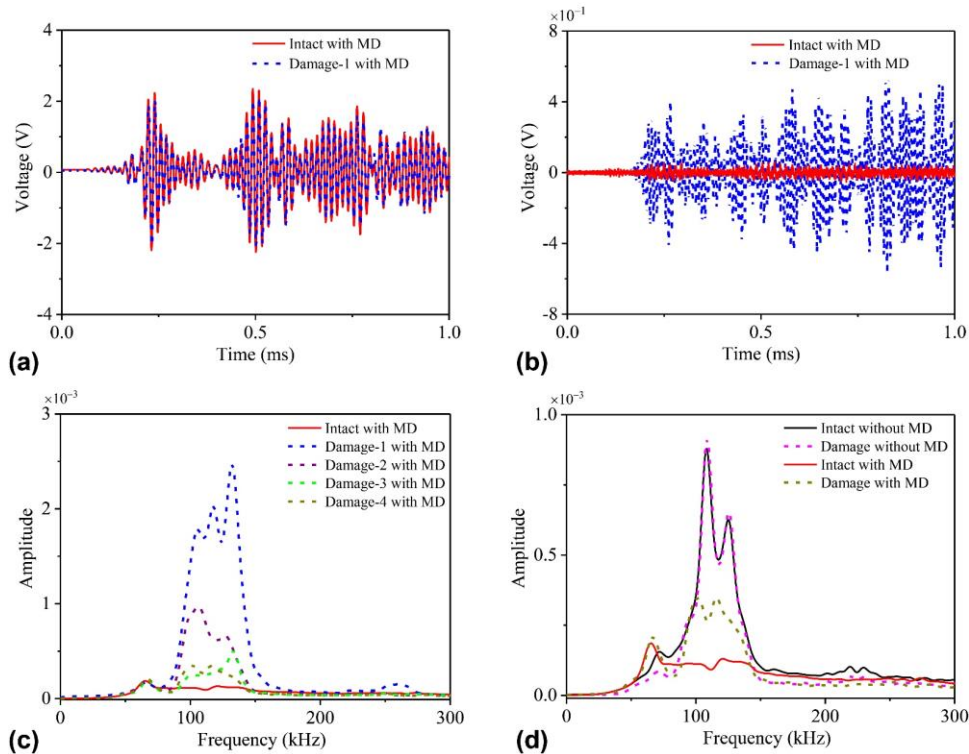 4
2
0
-2
-4
Voltage (V)
Intact with MD
Damage-1 with MD
0.0 0.5 1.0
Time (ms)
(a)
8 ×10⁻¹
4
0
-4
-8
Voltage (V)
Intact with MD
Damage-1 with MD
0.0 0.5 1.0
Time (ms)
(b)
×10⁻³
3
2
1
0
Amplitude
Intact with MD
Damage-1 with MD
Damage-2 with MD
Damage-3 with MD
Damage-4 with MD
0 100 200 300
Frequency (kHz)
(c)
×10⁻³
1.0
0.5
0.0
Amplitude
Intact without MD
Damage without MD
Intact with MD
Damage with MD
0 100 200 300
Frequency (kHz)
(d)